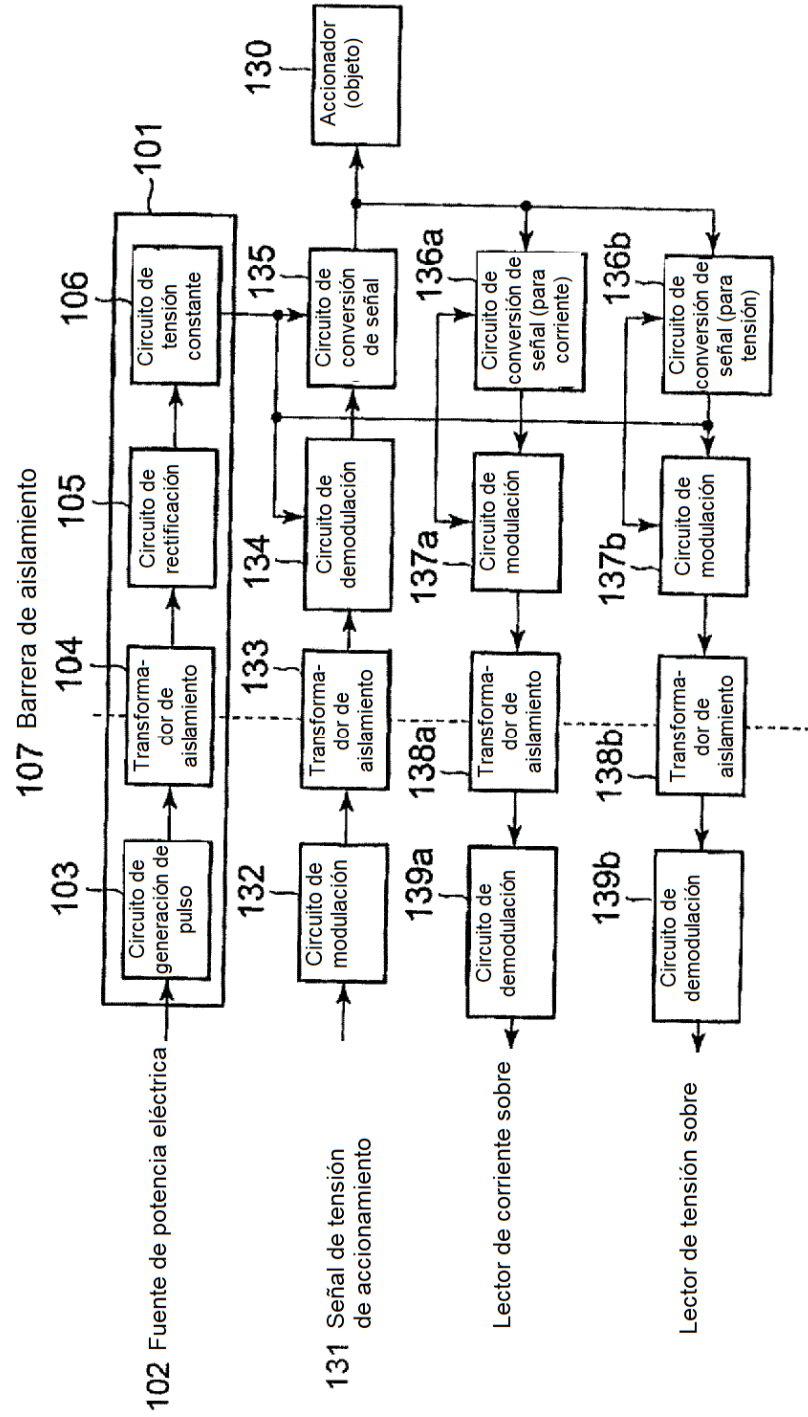 107 Barrera de aislamiento
101
102 Fuente de potencia eléctrica
103
Circuito de
generación de
pulso
104
Transforma-
dor de
aislamiento
105
Circuito de
rectificación
106
Circuito de
tensión
constante
131 Señal de tensión
de accionamiento
132
Circuito de
modulación
133
Transforma-
dor de
aislamiento
134
Circuito de
demodulación
135
Circuito de
conversión
de señal
130
Accionador
(objeto)
Lector de corriente sobre
139a
Circuito de
demodulación
138a
Transforma-
dor de
aislamiento
137a
Circuito de
modulación
136a
Circuito de
conversión de
señal (para
corriente)
Lector de tensión sobre
139b
Circuito de
demodulación
138b
Transforma-
dor de
aislamiento
137b
Circuito de
modulación
136b
Circuito de
conversión de
señal (para
tensión)